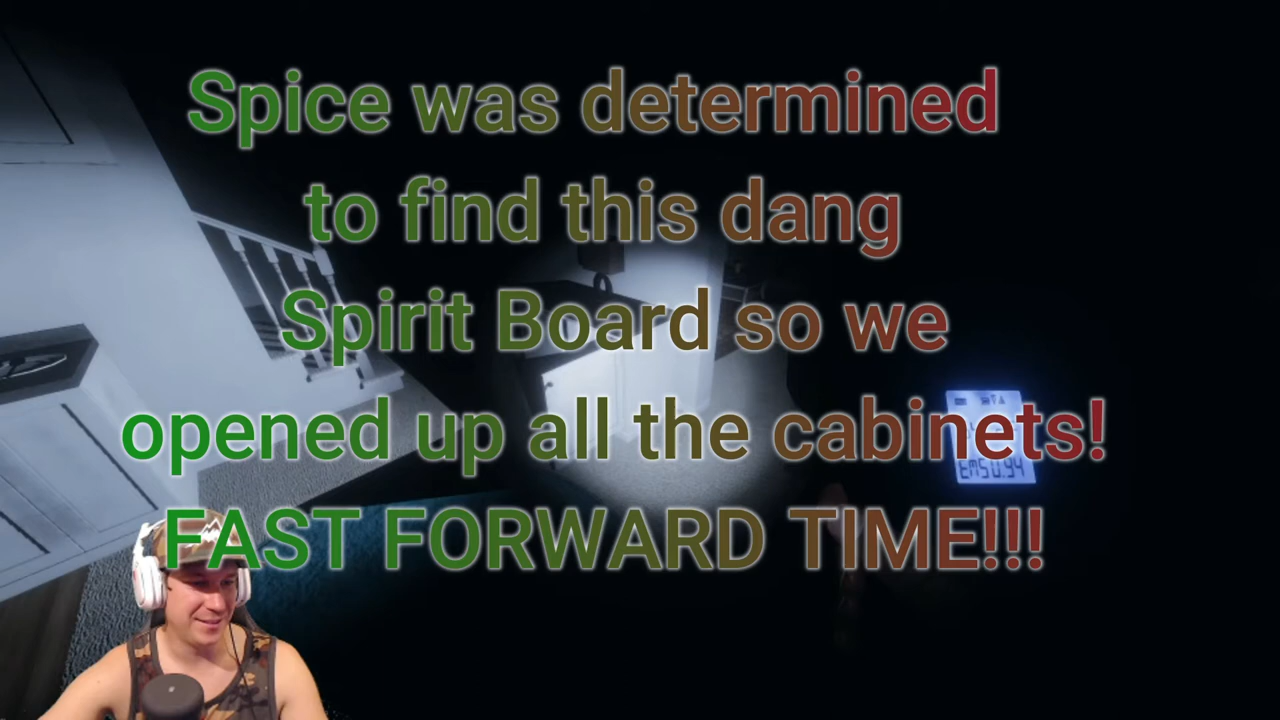 Spice was determined
to find this dang
Spirit Board so we
opened up all the cabinets!
FAST FORWARD TIME!!!